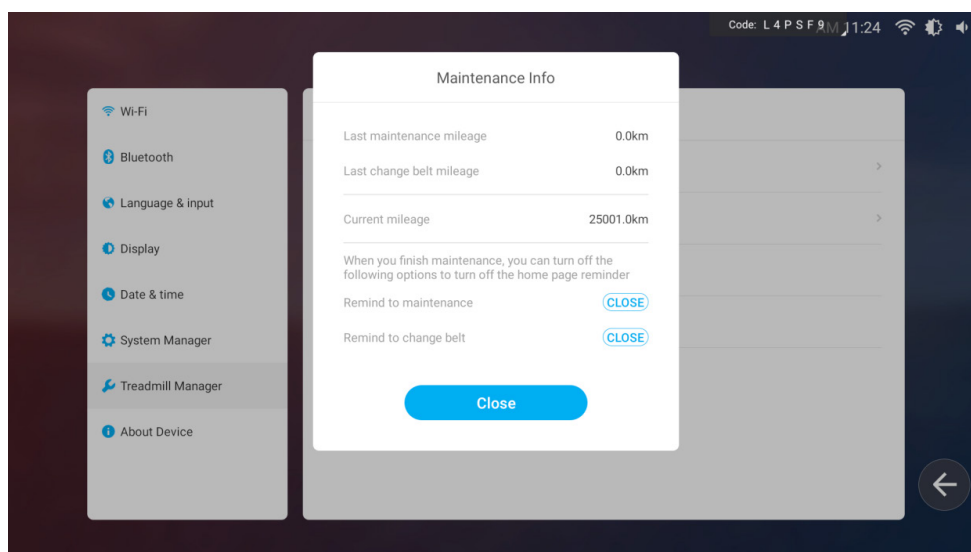 Code: L4PSF9
AM 11:24
Maintenance Info
Wi-Fi
Bluetooth
Language & input
Display
Date & time
System Manager
Treadmill Manager
About Device
Last maintenance mileage 0.0km
Last change belt mileage 0.0km
Current mileage 25001.0km
When you finish maintenance, you can turn off the
following options to turn off the home page reminder
Remind to maintenance CLOSE
Remind to change belt CLOSE
Close